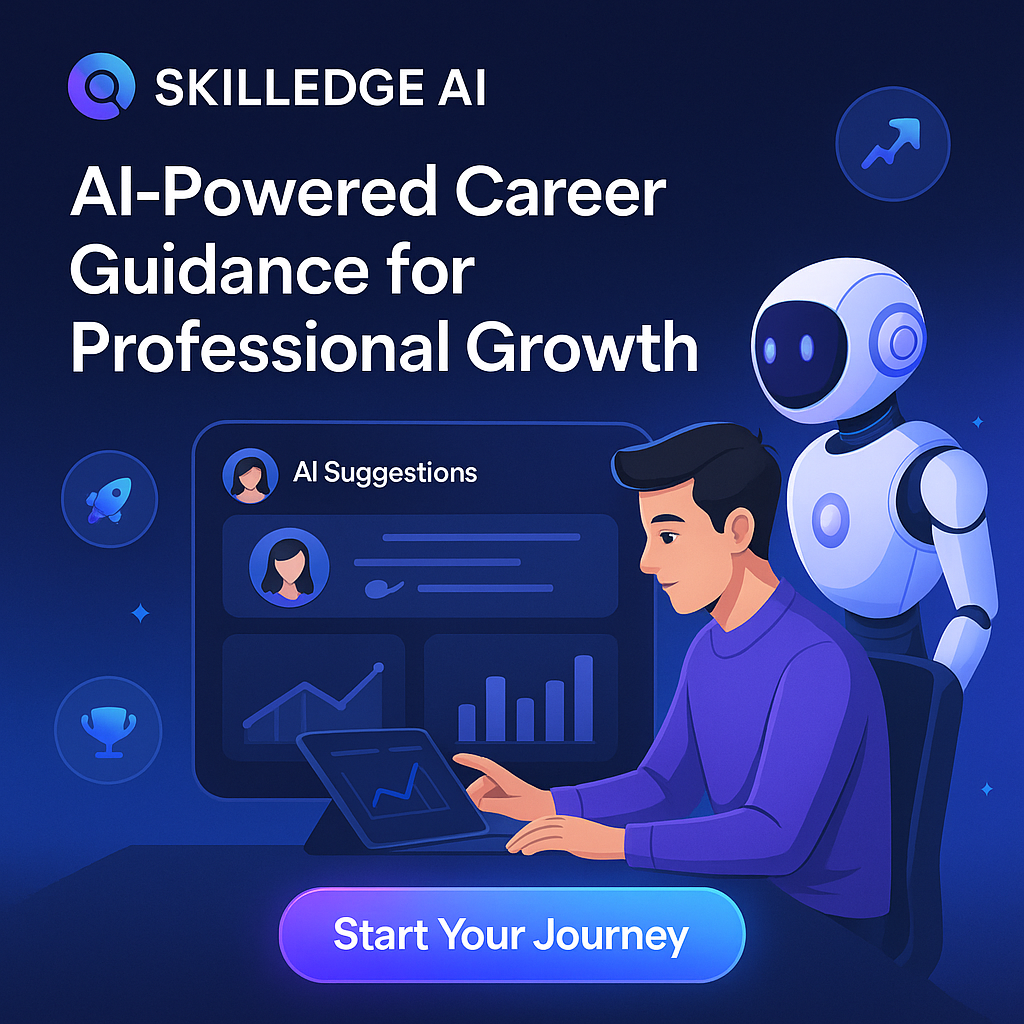 SKILLEDGE AI
AI-Powered Career
Guidance for
Professional Growth
AI Suggestions
Start Your Journey